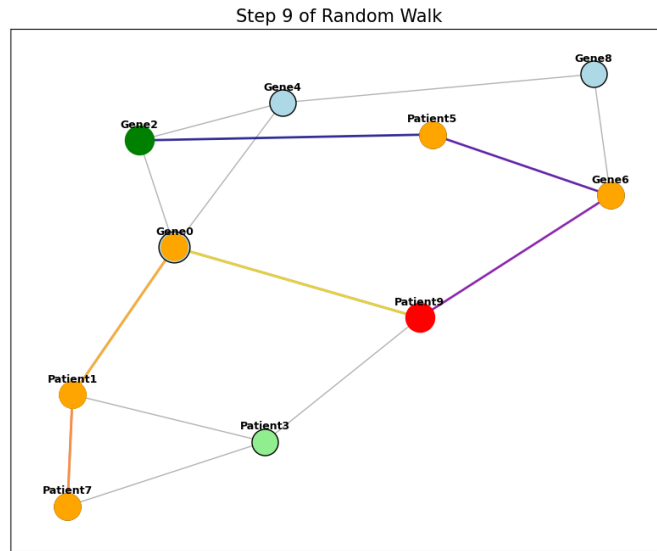 Step 9 of Random Walk
Gene8
Gene4
Patient5
Gene2
Gene6
Gene0
Patient9
Patient1
Patient3
Patient7